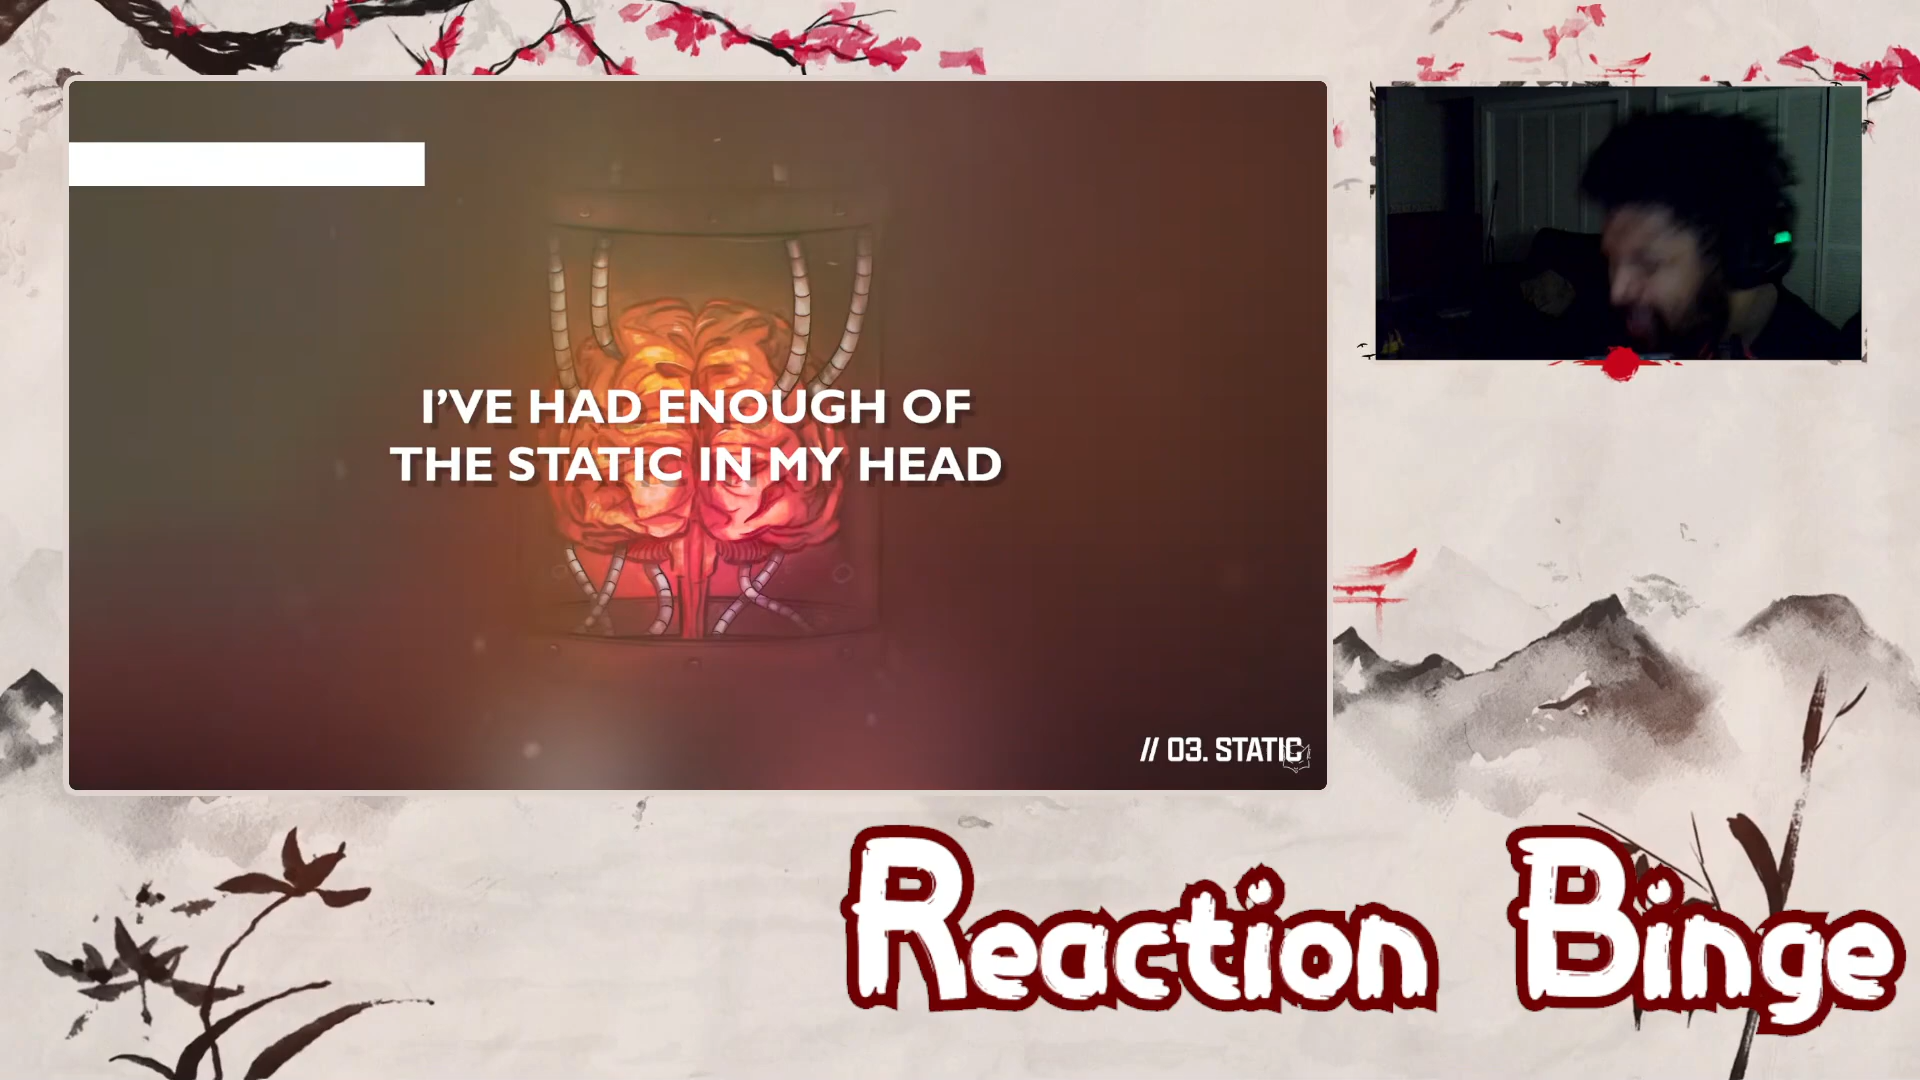 I'VE HAD ENOUGH OF
THE STATIC IN MY HEAD
// 03. STATIC
Reaction Binge